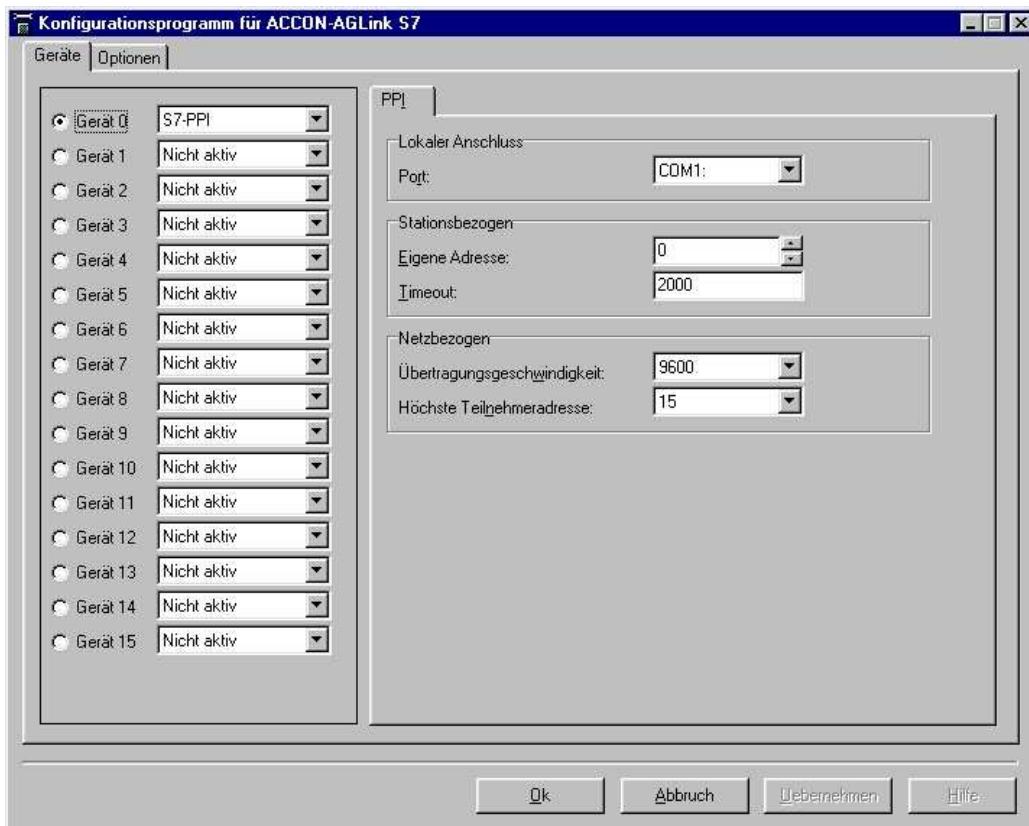 Konfigurationsprogramm für ACCON-AGLink S7
Geräte
Optionen
Gerät 0 S7-PPI
Gerät 1 Nicht aktiv
Gerät 2 Nicht aktiv
Gerät 3 Nicht aktiv
Gerät 4 Nicht aktiv
Gerät 5 Nicht aktiv
Gerät 6 Nicht aktiv
Gerät 7 Nicht aktiv
Gerät 8 Nicht aktiv
Gerät 9 Nicht aktiv
Gerät 10 Nicht aktiv
Gerät 11 Nicht aktiv
Gerät 12 Nicht aktiv
Gerät 13 Nicht aktiv
Gerät 14 Nicht aktiv
Gerät 15 Nicht aktiv
PPI
Lokaler Anschluss
Port: COM1:
Stationsbezogen
Eigene Adresse: 0
Timeout: 2000
Netzbezogen
Übertragungsgeschwindigkeit: 9600
Höchste Teilnehmeradresse: 15
Ok
Abbruch
Uebernehmen
Hilfe